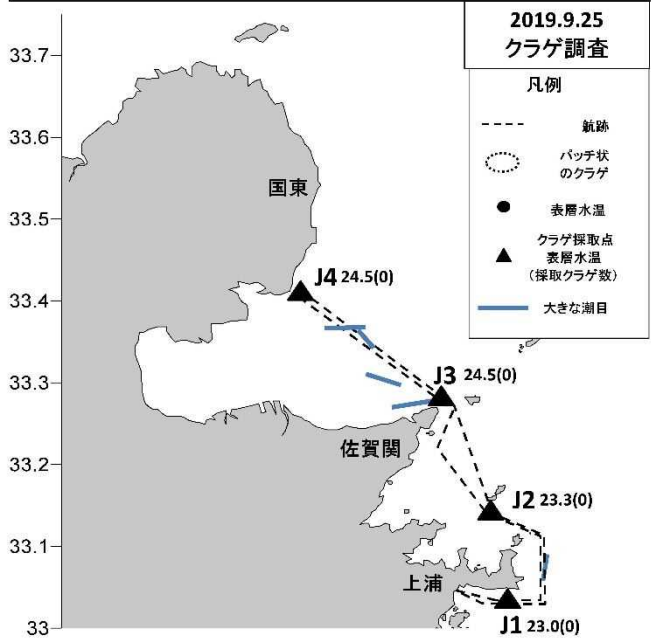 2019.9.25
クラゲ調査
凡例
航跡
パッチ状
のクラゲ
表層水温
クラゲ採取点
表層水温
(採取クラゲ数)
大きな潮目
33.7
33.6
33.5
33.4
33.3
33.2
33.1
33
国東
J4 24.5(0)
J3 24.5(0)
佐賀関
J2 23.3(0)
上浦
J1 23.0(0)